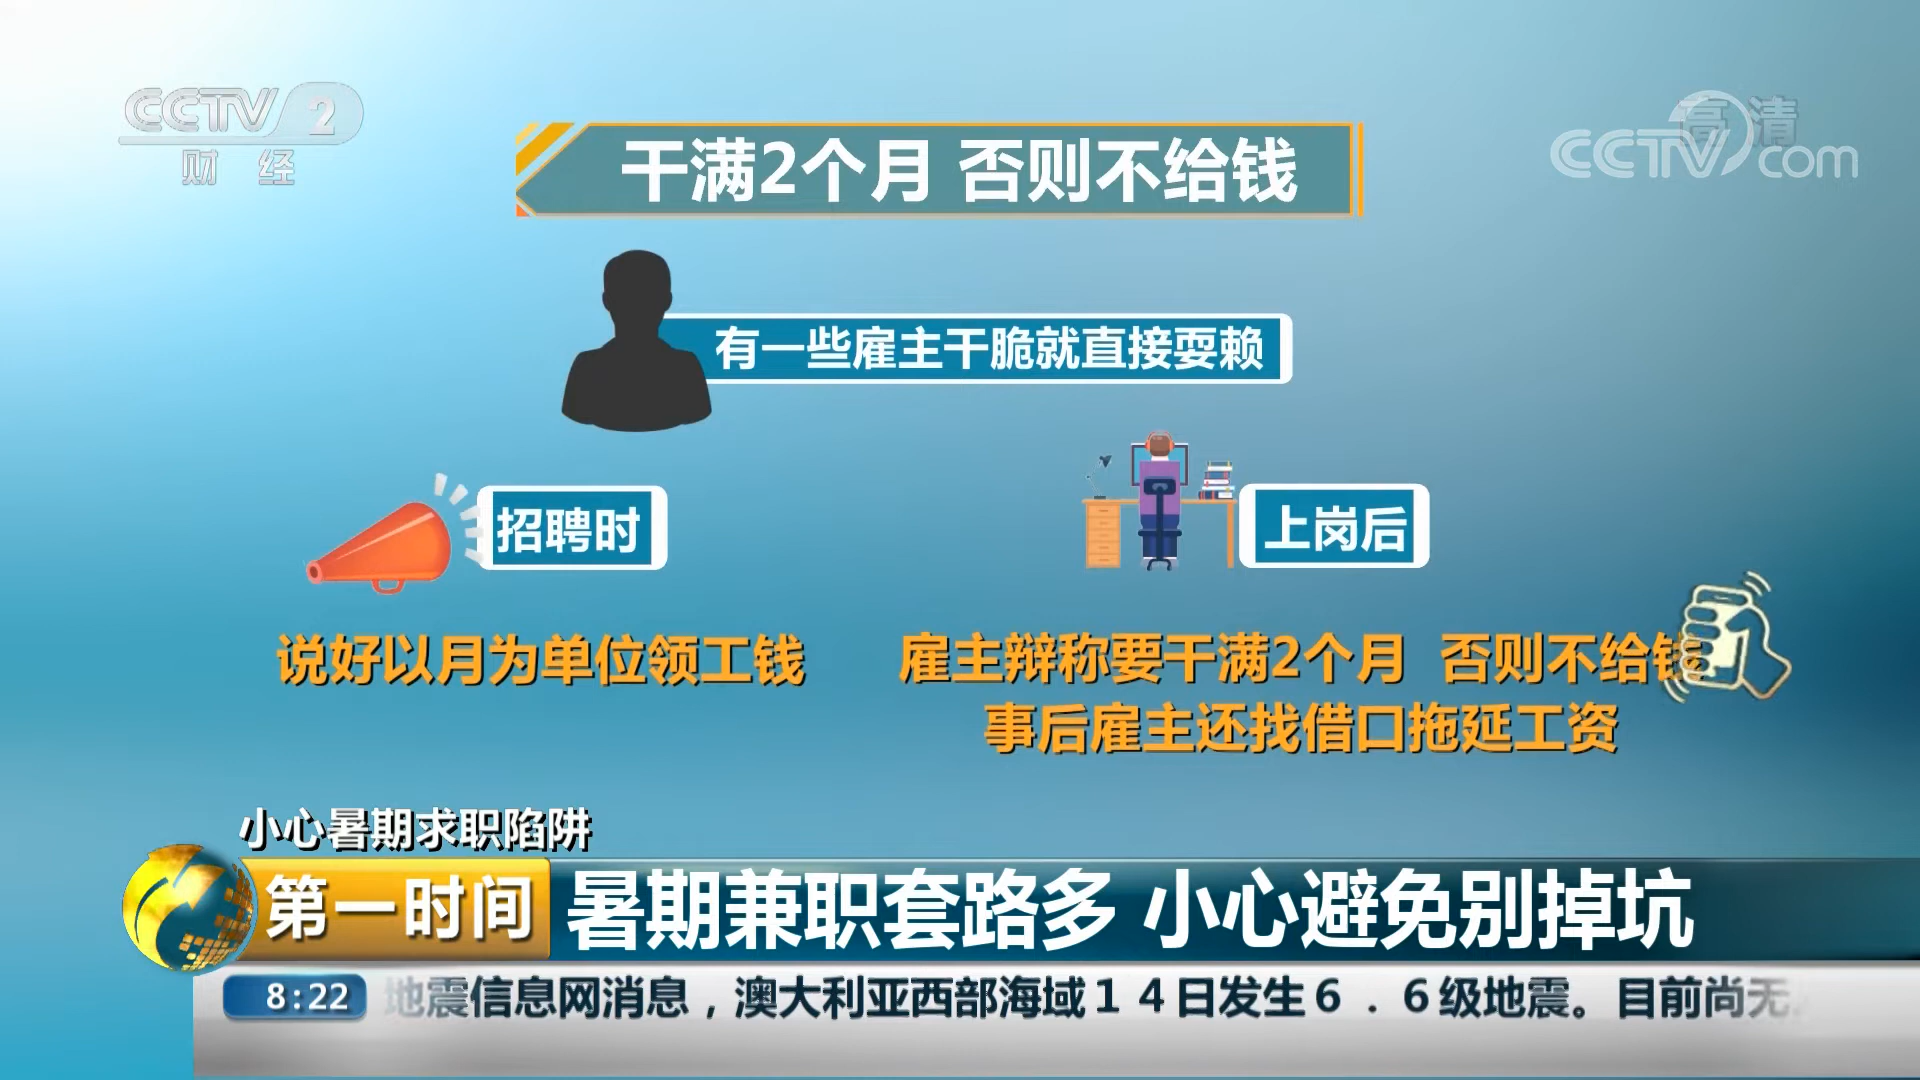 CCTV 2
财 经
高清
CCTV.com
干满2个月 否则不给钱
有一些雇主干脆就直接耍赖
招聘时
上岗后
说好以月为单位领工钱
雇主辩称要干满2个月 否则不给钱
事后雇主还找借口拖延工资
小心暑期求职陷阱
第一时间
暑期兼职套路多 小心避免别掉坑
8:22
地震信息网消息，澳大利亚西部海域14日发生6．6级地震。目前尚无